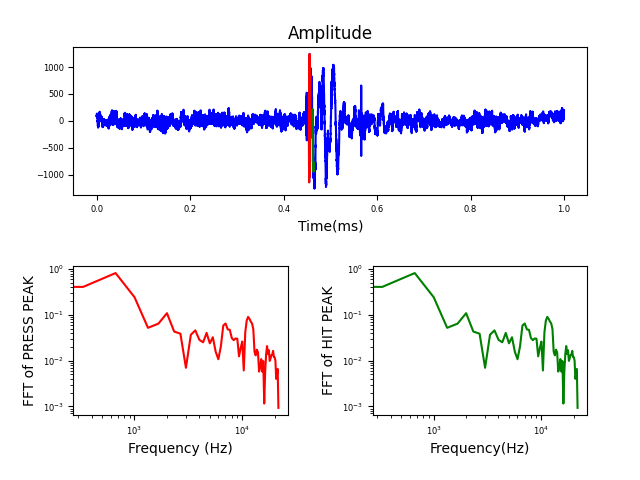 Amplitude
1000
500
0
−500
−1000
0.0 0.2 0.4 0.6 0.8 1.0
Time(ms)
FFT of PRESS PEAK
10⁰
10⁻¹
10⁻²
10⁻³
10³ 10⁴
Frequency (Hz)
FFT of HIT PEAK
10⁰
10⁻¹
10⁻²
10⁻³
10³ 10⁴
Frequency(Hz)